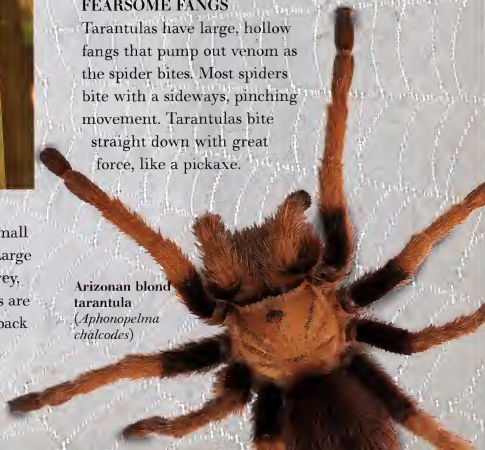 FEARSOME FANGS
Tarantulas have large, hollow
fangs that pump out venom as
the spider bites. Most spiders
bite with a sideways, pinching
movement. Tarantulas bite
straight down with great
force, like a pickaxe.
mall
Large
rey,
s are
back
Arizonan blond
tarantula
(Aphonopelma
chalcodes)